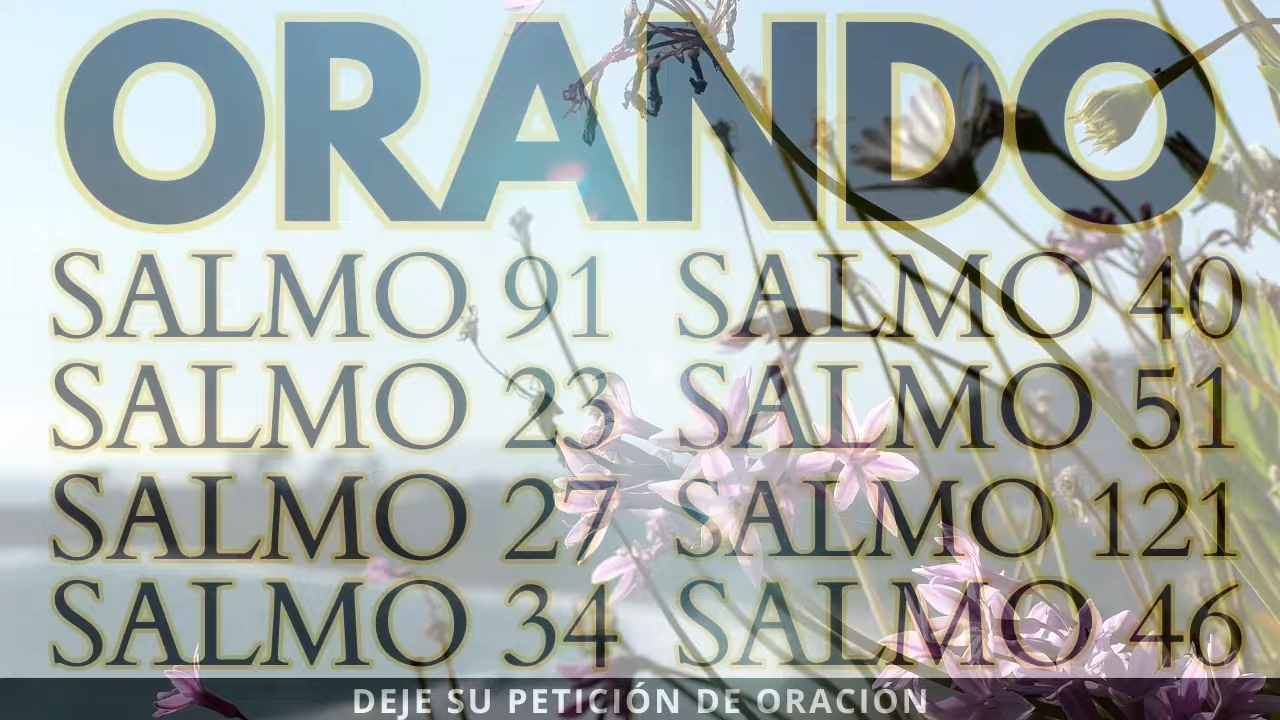 ORANDO
SALMO 91 SALMO 40
SALMO 23 SALMO 51
SALMO 27 SALMO 121
SALMO 34 SALMO 46
DEJE SU PETICIÓN DE ORACIÓN